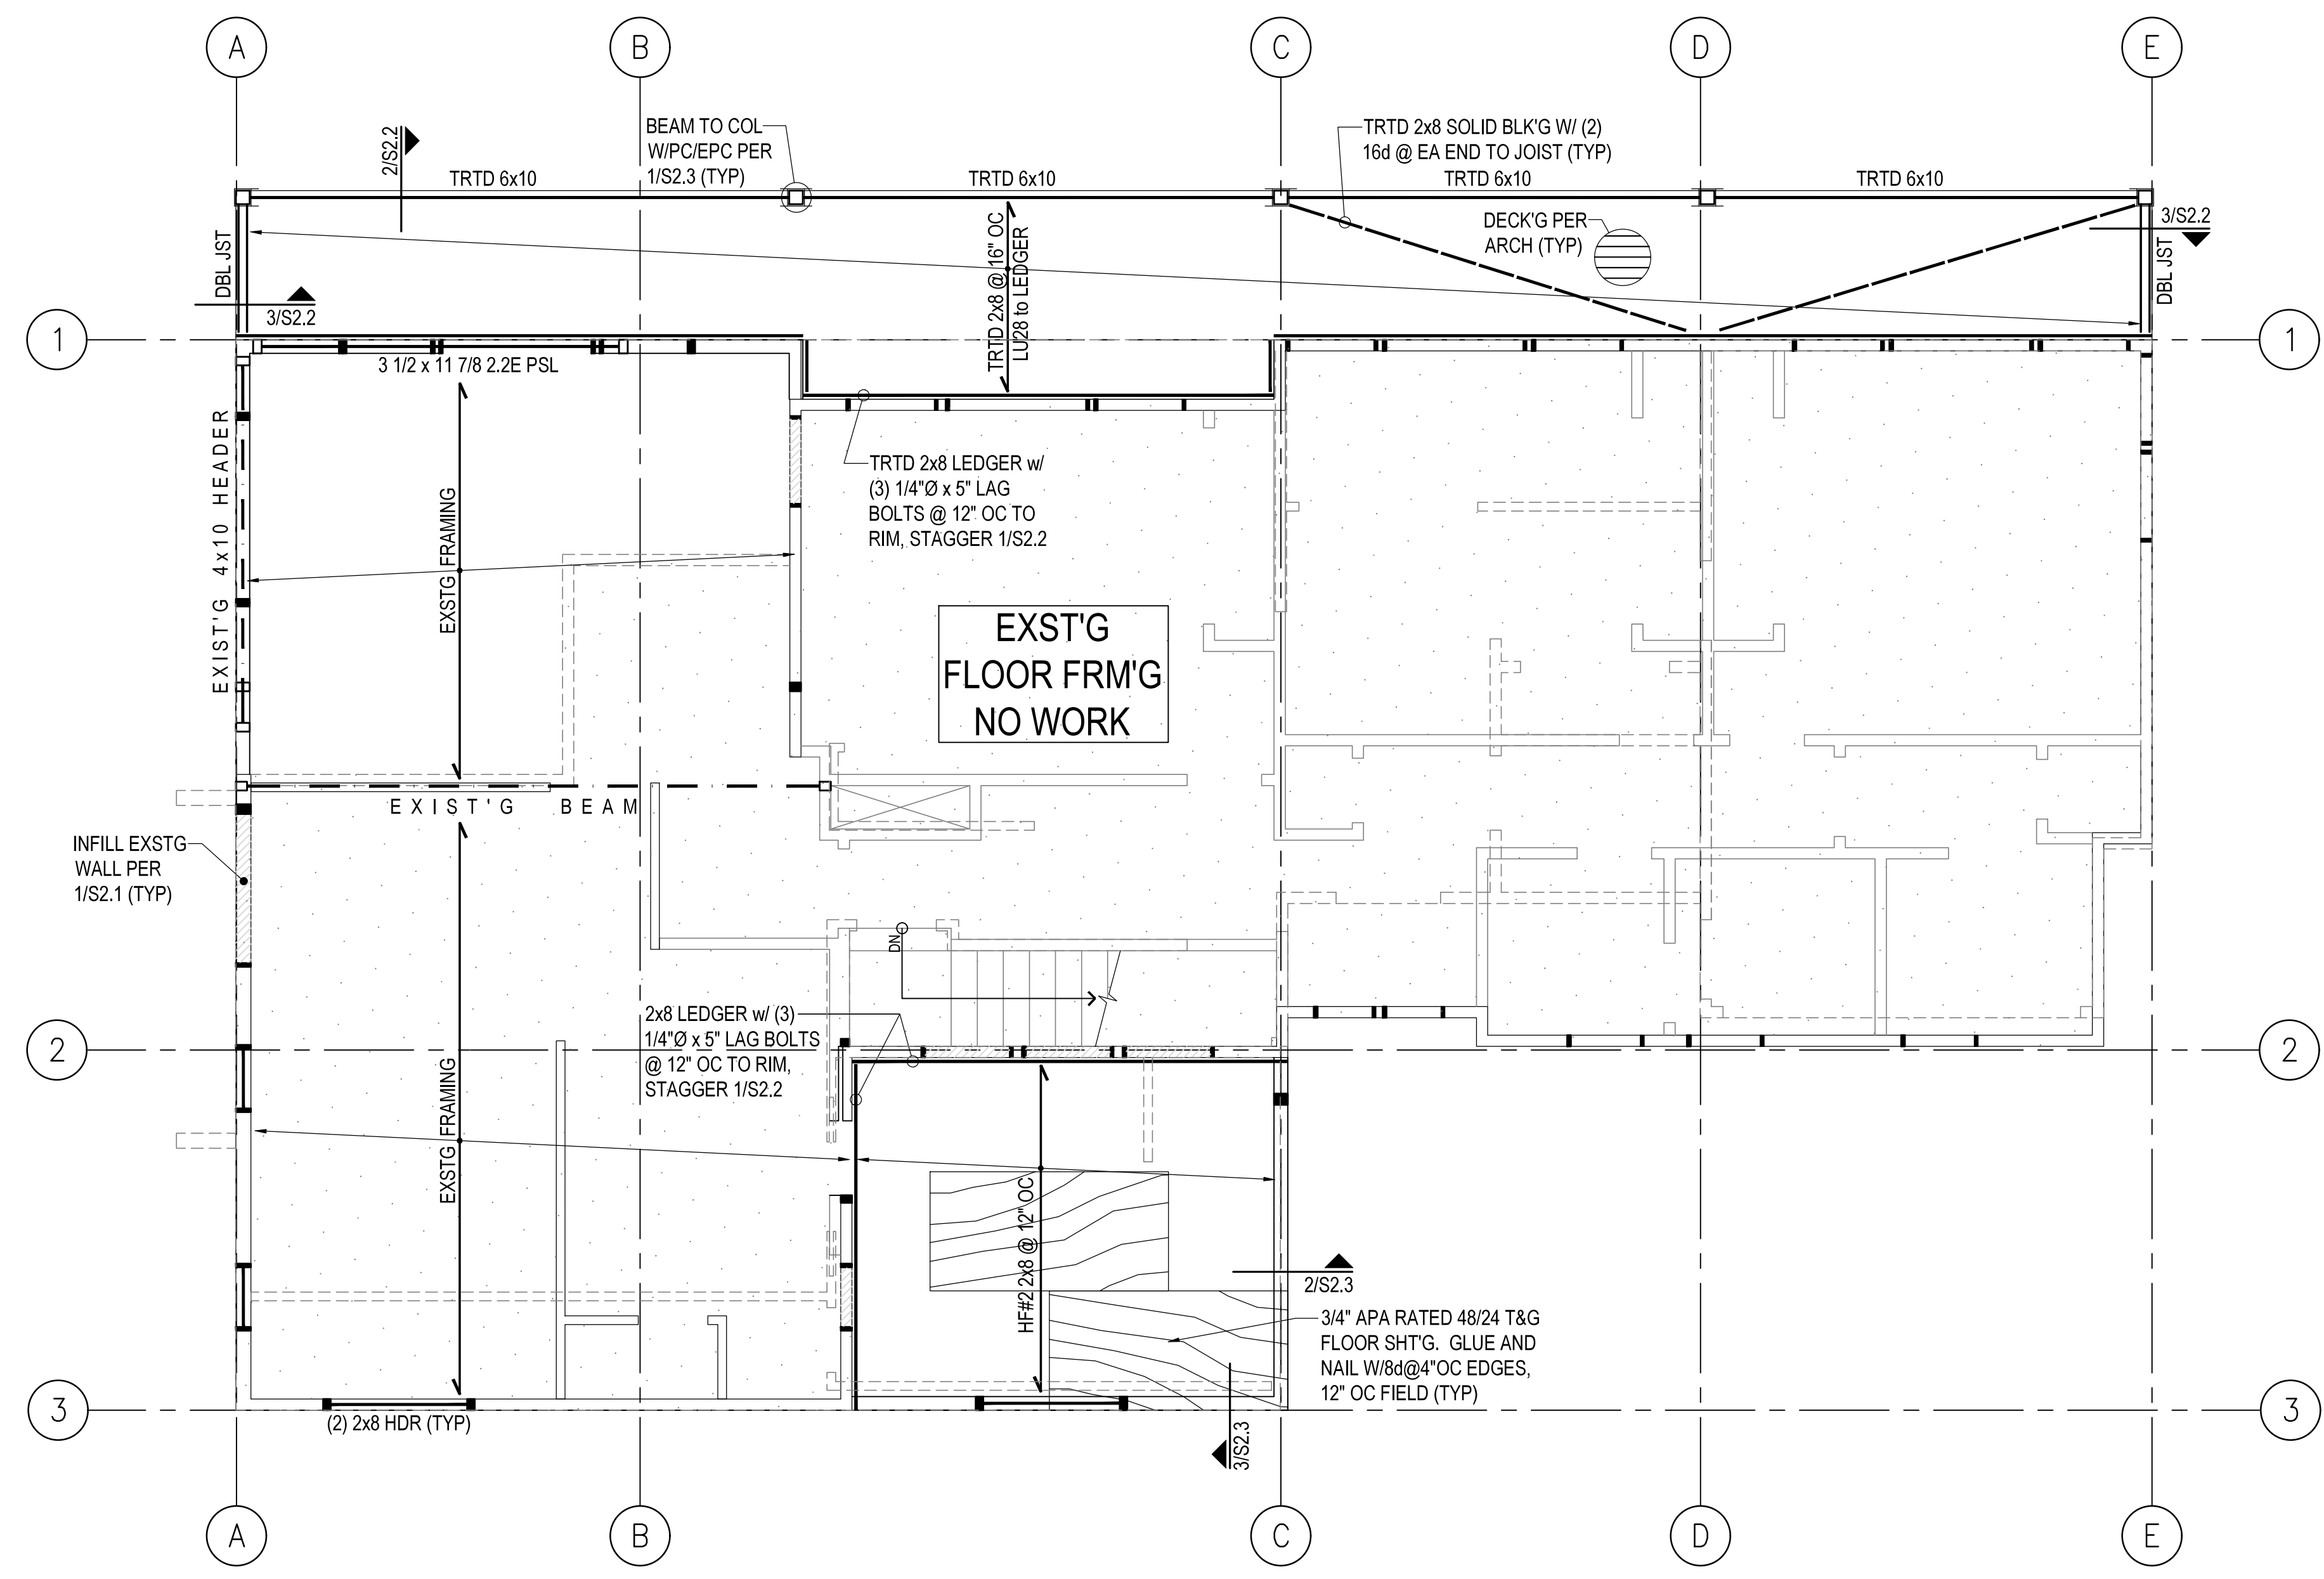 A
B
C
D
E
2/S2.2
BEAM TO COL
W/PC/EPC PER
1/S2.3 (TYP)
TRTD 2x8 SOLID BLK'G W/ (2)
16d @ EA END TO JOIST (TYP)
TRTD 6x10
TRTD 6x10
TRTD 6x10
TRTD 6x10
DBL JST
3/S2.2
TRTD 2x8 @ 16" OC
LU28 to LEDGER
DECK'G PER
ARCH (TYP)
3/S2.2
DBL JST
1
1
3 1/2 x 11 7/8 2.2E PSL
EXIST'G 4x10 HEADER
EXSTG FRAMING
TRTD 2x8 LEDGER w/
(3) 1/4"Ø x 5" LAG
BOLTS @ 12" OC TO
RIM, STAGGER 1/S2.2
EXST'G
FLOOR FRM'G
NO WORK
EXIST'G BEAM
INFILL EXSTG
WALL PER
1/S2.1 (TYP)
DN
2x8 LEDGER w/ (3)
1/4"Ø x 5" LAG BOLTS
@ 12" OC TO RIM,
STAGGER 1/S2.2
2
2
EXSTG FRAMING
HF#2 2x8 @ 12" OC
2/S2.3
3/4" APA RATED 48/24 T&G
FLOOR SHT'G. GLUE AND
NAIL W/8d@4"OC EDGES,
12" OC FIELD (TYP)
3
3
(2) 2x8 HDR (TYP)
3/S2.3
A
B
C
D
E